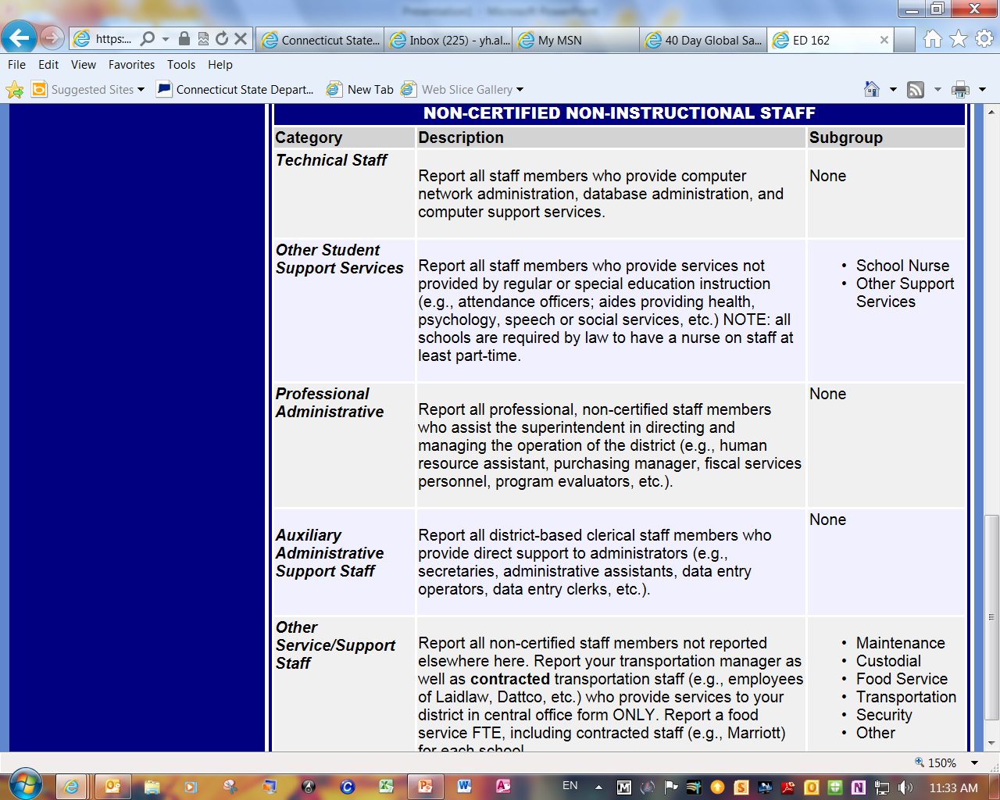 Presentation1 - Microsoft PowerPoint
https:...
Connecticut State...
Inbox (225) - yh.al...
My MSN
40 Day Global Sa...
ED 162
File Edit View Favorites Tools Help
Suggested Sites
Connecticut State Depart...
New Tab
Web Slice Gallery
NON-CERTIFIED NON-INSTRUCTIONAL STAFF
Category Description Subgroup
Technical Staff
Report all staff members who provide computer
network administration, database administration, and
computer support services.
None
Other Student
Support Services
Report all staff members who provide services not
provided by regular or special education instruction
(e.g., attendance officers; aides providing health,
psychology, speech or social services, etc.) NOTE: all
schools are required by law to have a nurse on staff at
least part-time.
• School Nurse
• Other Support
Services
Professional
Administrative
Report all professional, non-certified staff members
who assist the superintendent in directing and
managing the operation of the district (e.g., human
resource assistant, purchasing manager, fiscal services
personnel, program evaluators, etc.).
None
Auxiliary
Administrative
Support Staff
Report all district-based clerical staff members who
provide direct support to administrators (e.g.,
secretaries, administrative assistants, data entry
operators, data entry clerks, etc.).
None
Other
Service/Support
Staff
Report all non-certified staff members not reported
elsewhere here. Report your transportation manager as
well as contracted transportation staff (e.g., employees
of Laidlaw, Dattco, etc.) who provide services to your
district in central office form ONLY. Report a food
service FTE, including contracted staff (e.g., Marriott)
for each school
• Maintenance
• Custodial
• Food Service
• Transportation
• Security
• Other
150%
EN
11:33 AM